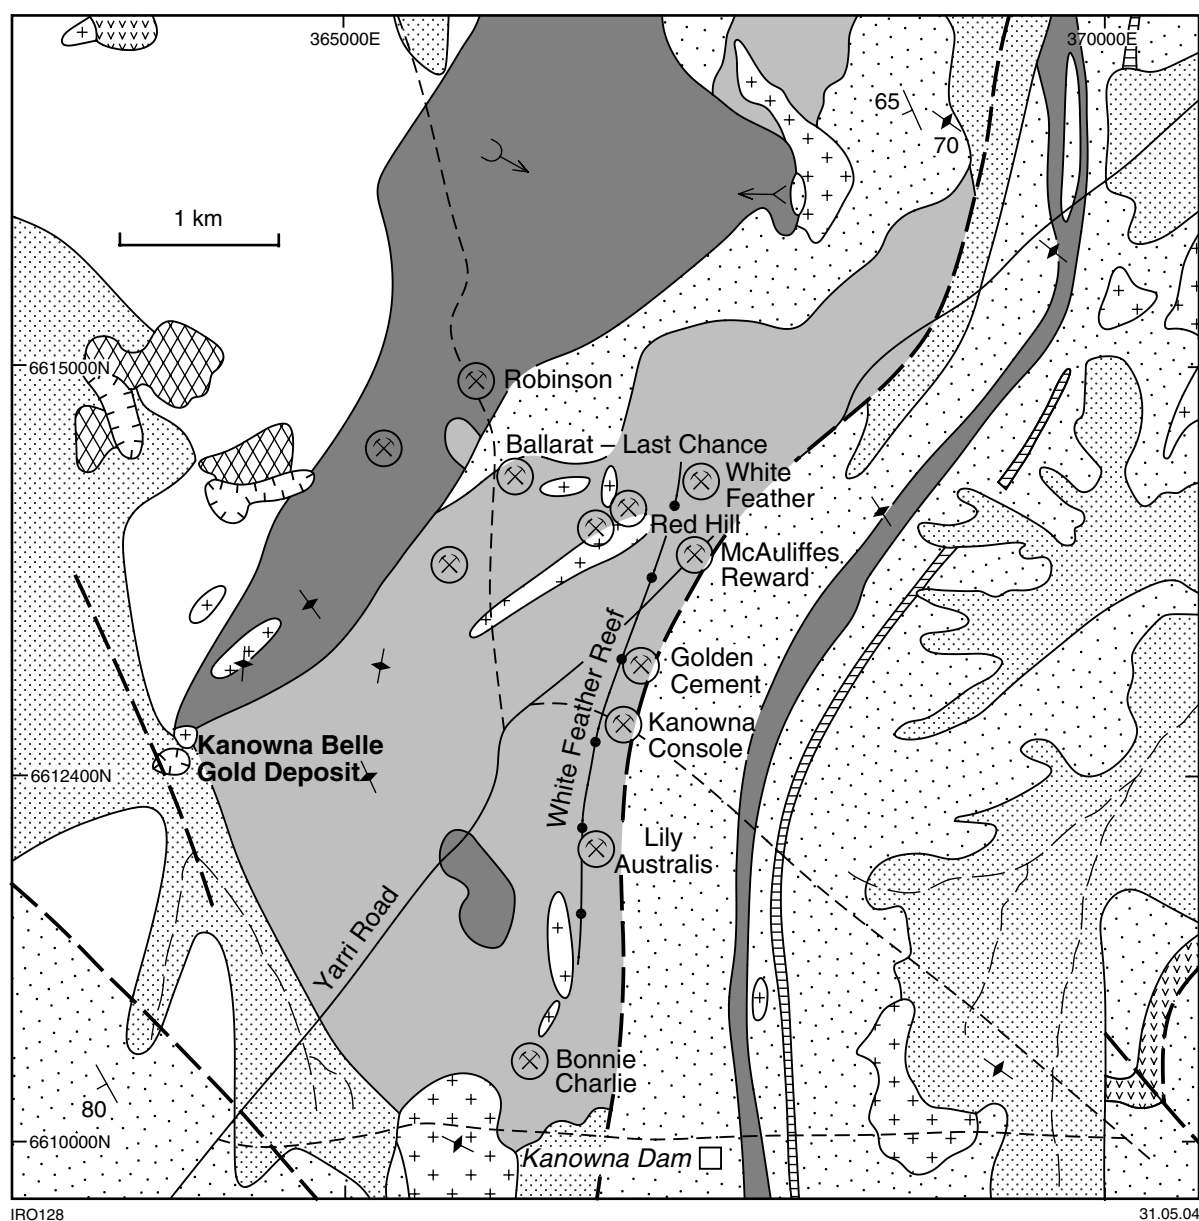 365000E
370000E
65
70
1 km
6615000N
Robinson
Ballarat – Last Chance
White
Feather
Red Hill
McAuliffes
Reward
White Feather Reef
Golden
Cement
Kanowna
Console
Kanowna Belle
Gold Deposit
6612400N
Lily
Australis
Yarri Road
Bonnie
Charlie
80
6610000N
Kanowna Dam
IRO128
31.05.04